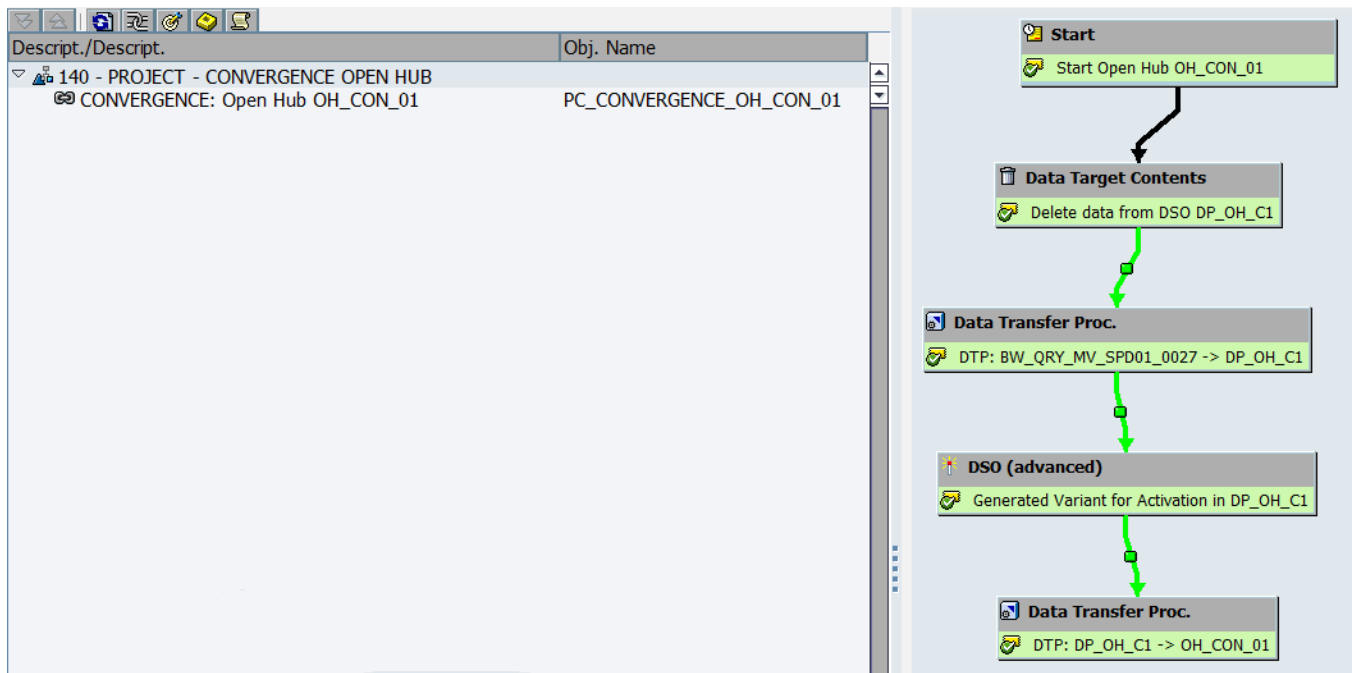 Descript./Descript. Obj. Name
140 - PROJECT - CONVERGENCE OPEN HUB
CONVERGENCE: Open Hub OH_CON_01 PC_CONVERGENCE_OH_CON_01
Start
Start Open Hub OH_CON_01
Data Target Contents
Delete data from DSO DP_OH_C1
Data Transfer Proc.
DTP: BW_QRY_MV_SPD01_0027 -> DP_OH_C1
DSO (advanced)
Generated Variant for Activation in DP_OH_C1
Data Transfer Proc.
DTP: DP_OH_C1 -> OH_CON_01